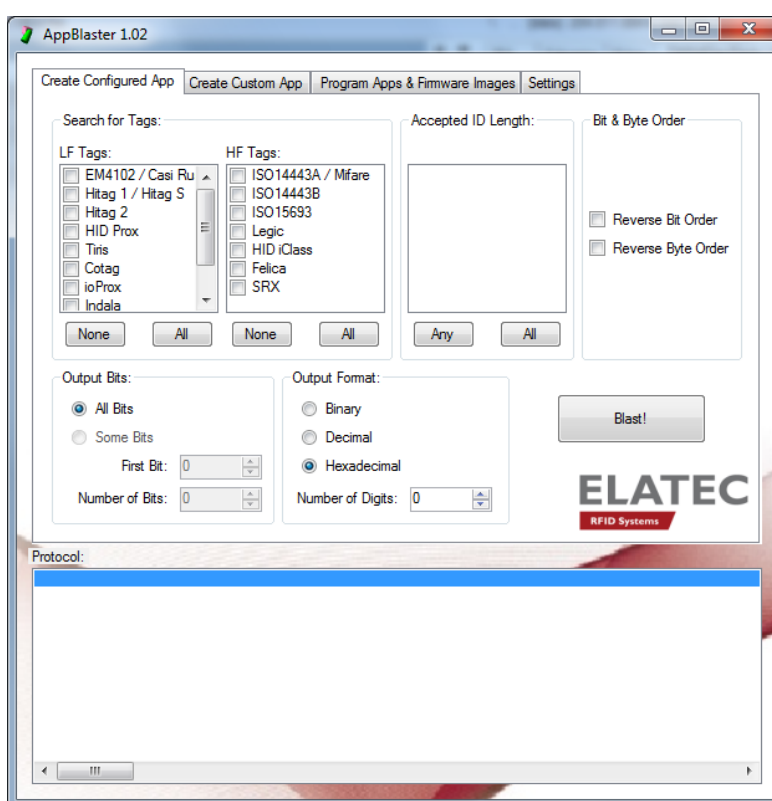 AppBlaster 1.02
Create Configured App Create Custom App Program Apps & Firmware Images Settings
Search for Tags: Accepted ID Length: Bit & Byte Order
LF Tags: HF Tags:
EM4102 / Casi Ru ISO14443A / Mifare
Hitag 1 / Hitag S ISO14443B
Hitag 2 ISO15693
HID Prox Legic
Tiris HID iClass
Cotag Felica
ioProx SRX
Indala
Reverse Bit Order
Reverse Byte Order
None All None All Any All
Output Bits: Output Format:
All Bits Binary
Some Bits Decimal
First Bit: 0 Hexadecimal
Number of Bits: 0 Number of Digits: 0
Blast!
ELATEC
RFID Systems
Protocol: